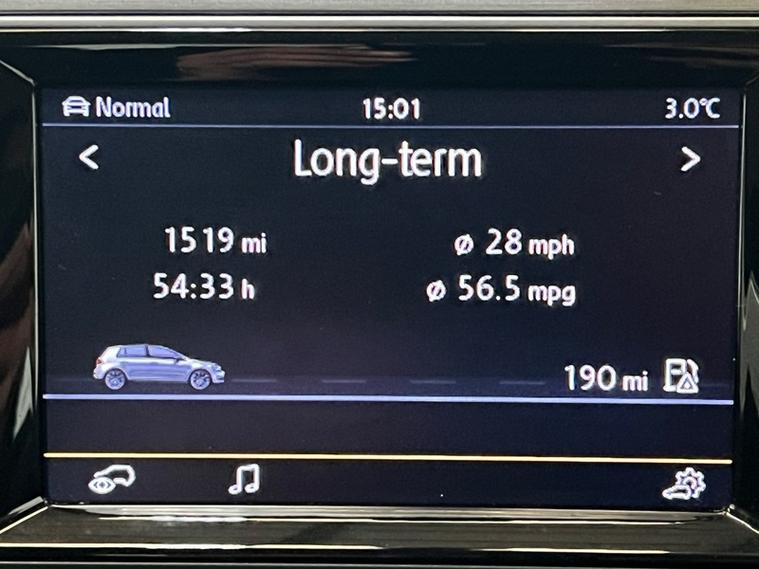 Normal 15:01 3.0°C
< Long-term >
1519 mi ø 28 mph
54:33 h ø 56.5 mpg
190 mi